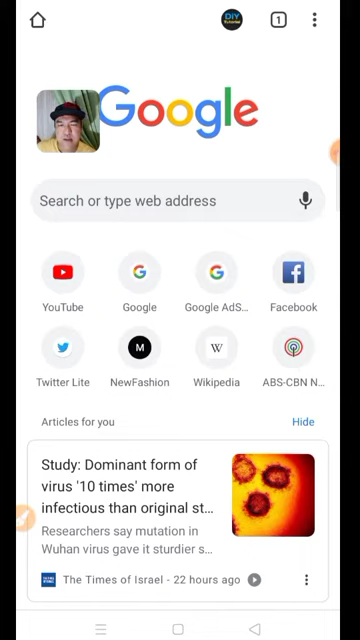 DIY
1
Google
Search or type web address
YouTube
Google
Google AdS...
Facebook
Twitter Lite
M
NewFashion
W
Wikipedia
ABS-CBN N...
Articles for you
Hide
Study: Dominant form of
virus '10 times' more
infectious than original st...
Researchers say mutation in
Wuhan virus gave it sturdier s...
The Times of Israel - 22 hours ago